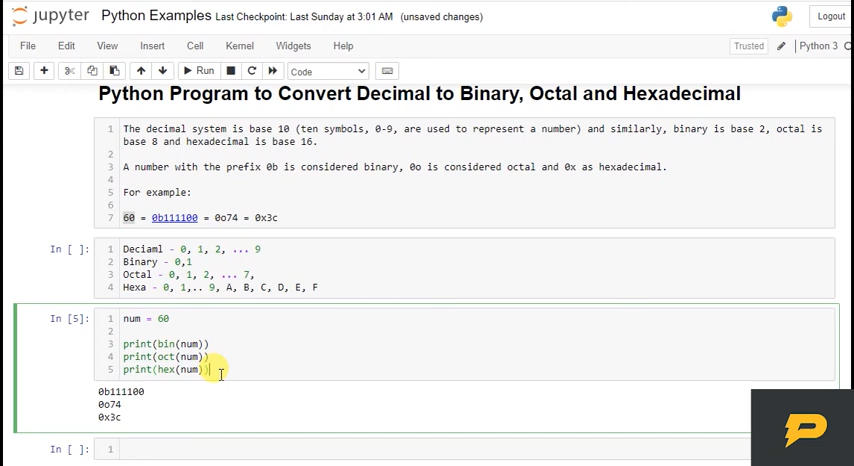 jupyter Python Examples Last Checkpoint: Last Sunday at 3:01 AM (unsaved changes) Logout
File Edit View Insert Cell Kernel Widgets Help Trusted Python 3
Run Code
Python Program to Convert Decimal to Binary, Octal and Hexadecimal
1 The decimal system is base 10 (ten symbols, 0-9, are used to represent a number) and similarly, binary is base 2, octal is
base 8 and hexadecimal is base 16.
2
3 A number with the prefix 0b is considered binary, 0o is considered octal and 0x as hexadecimal.
4
5 For example:
6
7 60 = 0b111100 = 0o74 = 0x3c
In [ ]: 1 Deciaml - 0, 1, 2, ... 9
2 Binary - 0,1
3 Octal - 0, 1, 2, ... 7,
4 Hexa - 0, 1,.. 9, A, B, C, D, E, F
In [5]: 1 num = 60
2
3 print(bin(num))
4 print(oct(num))
5 print(hex(num))
0b111100
0o74
0x3c
In [ ]: 1